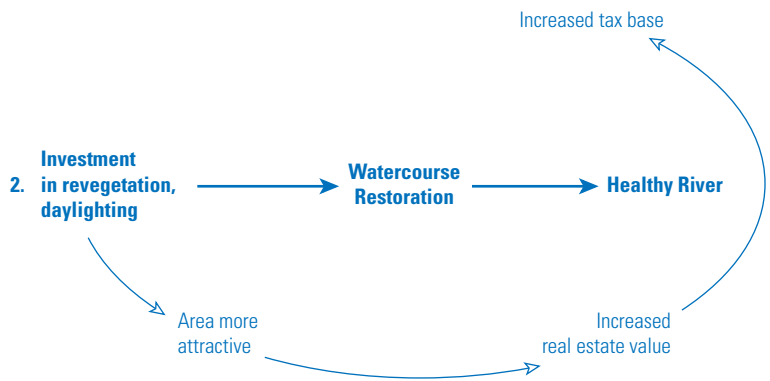 Increased tax base
2. Investment
in revegetation,
daylighting
Watercourse
Restoration
Healthy River
Area more
attractive
Increased
real estate value